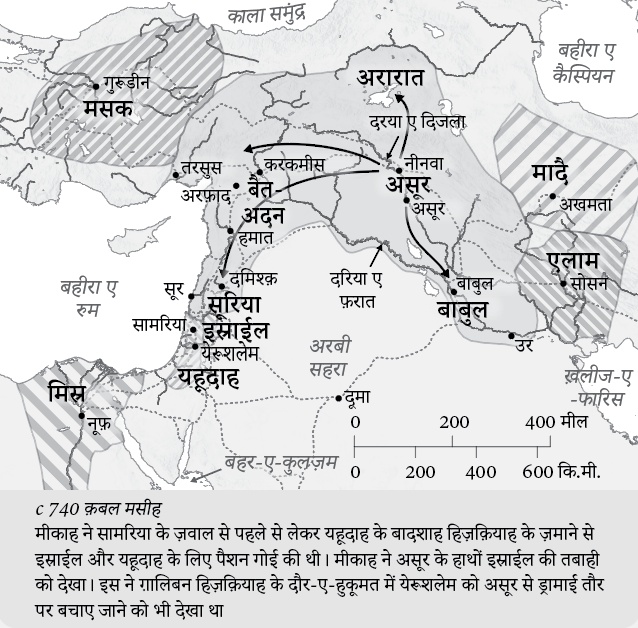 काला समुंद्र
बहीरा ए
कैस्पियन
गुरूडीन
मसक
अरारात
दरया ए दिजला
तरसुस
करकमीस
नीनवा
अरफ़ाद
बैत-
अदन
असूर
असूर
मादै
अखमता
हमात
एलाम
सोसन
बहीरा ए
रुम
सूर
दमिश्क़
सूरिया
दरिया ए
फ़रात
बाबुल
बाबुल
सामरिया
इस्राईल
येरूशलेम
यहूदाह
अरबी
सहरा
उर
ख़लीज-ए
-फारिस
मिस्र
नूफ़
दूमा
बहर-ए-कुलज़म
0 200 400 मील
0 200 400 600 कि.मी.
c 740 क़बल मसीह
मीकाह ने सामरिया के ज़वाल से पहले से लेकर यहूदाह के बादशाह हिज़क़ियाह के ज़माने से
इस्राईल और यहूदाह के लिए पैशन गोई की थी। मीकाह ने असूर के हाथों इस्राईल की तबाही
को देखा। इस ने ग़ालिबन हिज़क़ियाह के दौर-ए-हुकूमत में येरूशलेम को असूर से ड्रामाई तौर
पर बचाए जाने को भी देखा था